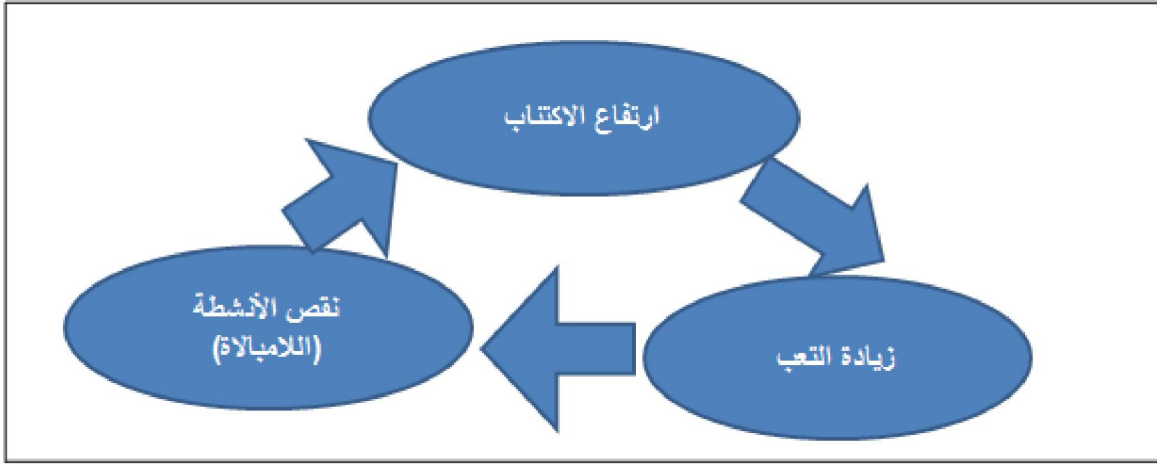 ارتفاع الاكتئاب
زيادة التعب
نقص الأنشطة
(اللامبالاة)